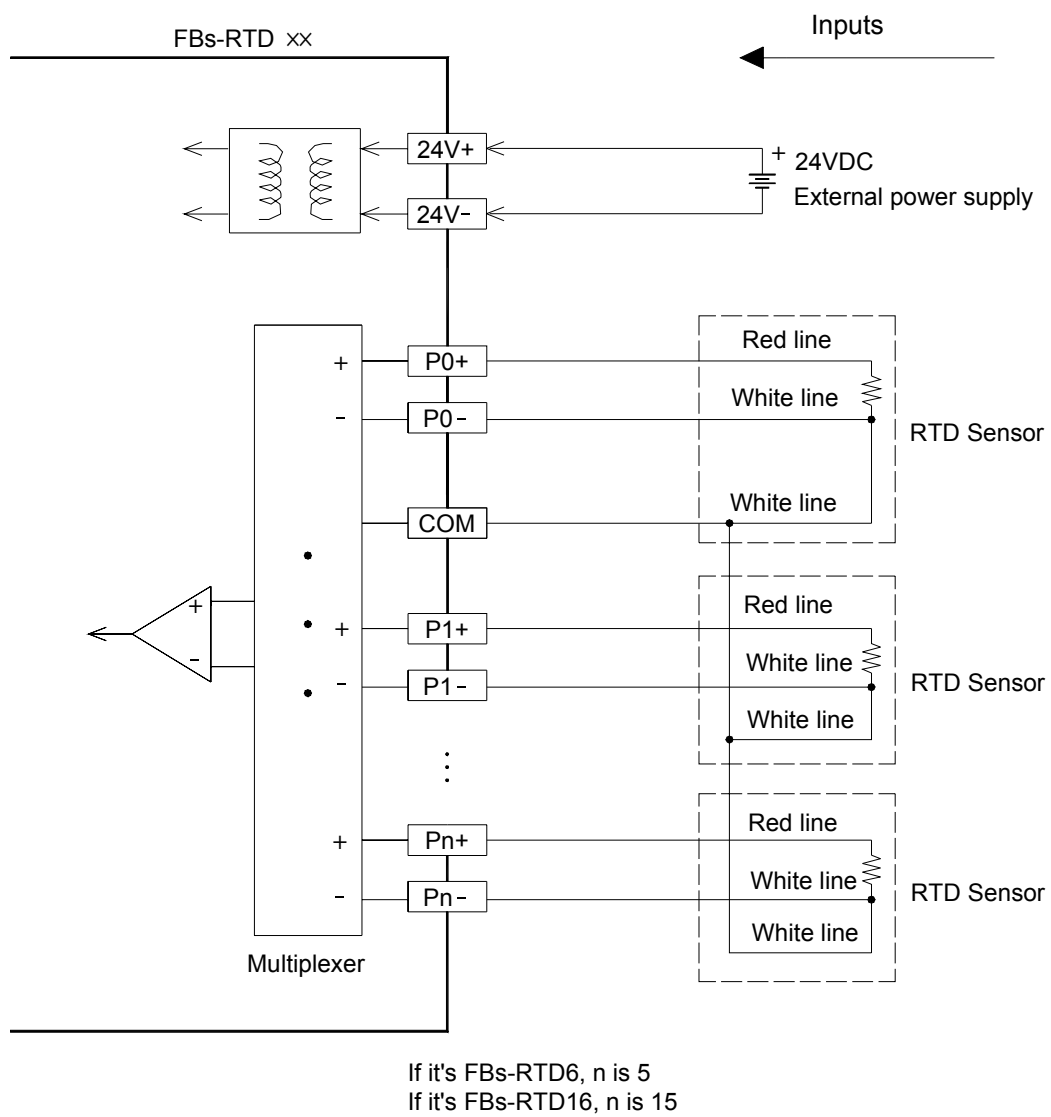 FBs-RTD ××
Inputs
24V+
+ 24VDC
24V-
External power supply
Red line
+ P0+
White line
- P0-
RTD Sensor
White line
COM
Red line
+
+ P1+
White line
-
- P1-
RTD Sensor
White line
Red line
+ Pn+
White line
- Pn-
RTD Sensor
White line
Multiplexer
If it's FBs-RTD6, n is 5
If it's FBs-RTD16, n is 15